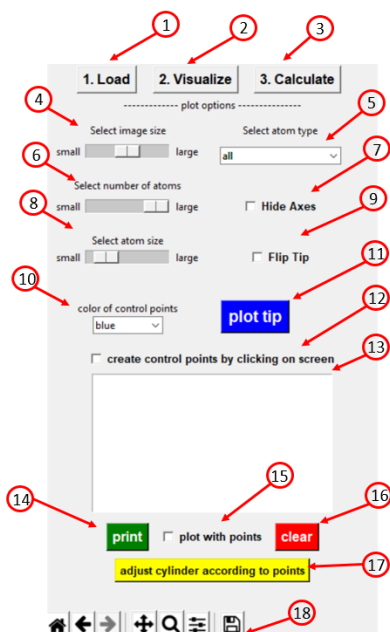 1 2 3
1. Load 2. Visualize 3. Calculate
------------- plot options ---------------
4 5
Select image size Select atom type
small large all
6 7
Select number of atoms
small large Hide Axes
8 9
Select atom size
small large Flip Tip
10 11
color of control points
blue plot tip
12
create control points by clicking on screen
13
14 15 16
print plot with points clear
adjust cylinder according to points 17
18